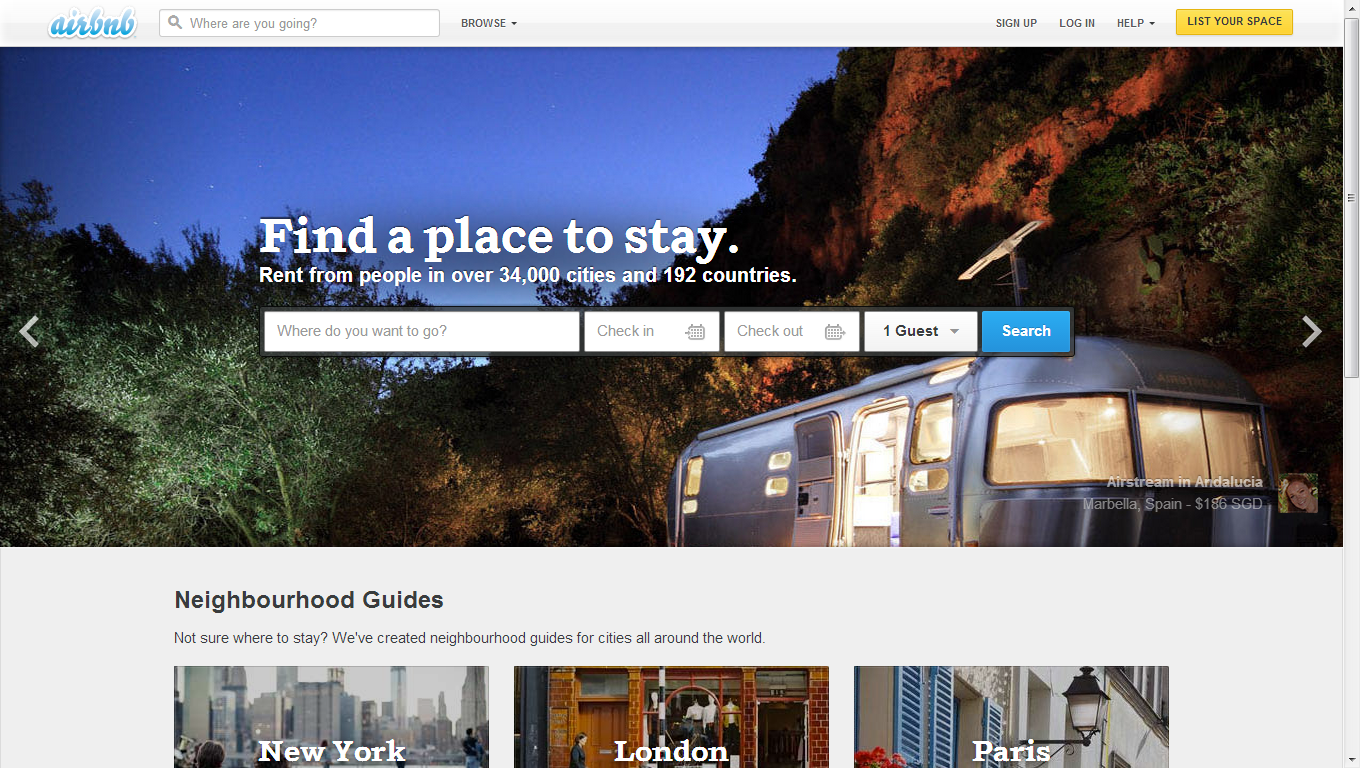 airbnb
Where are you going?
BROWSE
SIGN UP
LOG IN
HELP
LIST YOUR SPACE
Find a place to stay.
Rent from people in over 34,000 cities and 192 countries.
Where do you want to go?
Check in
Check out
1 Guest
Search
AIRSTREAM
Airstream in Andalucia
Marbella, Spain - $186 SGD
Neighbourhood Guides
Not sure where to stay? We've created neighbourhood guides for cities all around the world.
New York
London
Paris